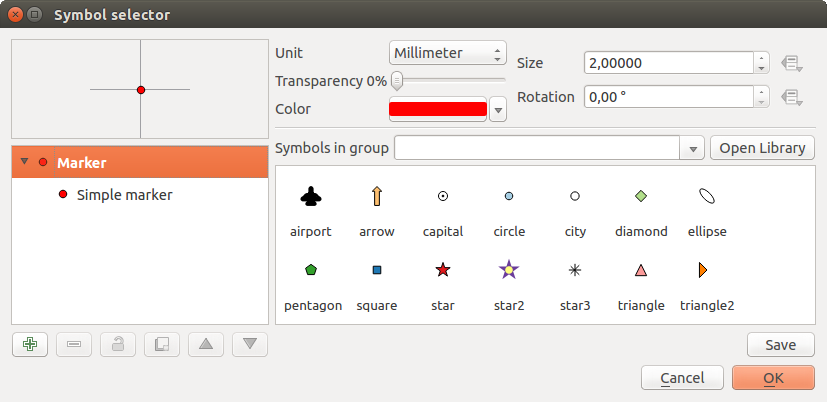 Symbol selector
Unit
Millimeter
Size
2,00000
Transparency 0%
Rotation
0,00 °
Color
Marker
Simple marker
Symbols in group
Open Library
airport arrow capital circle city diamond ellipse
pentagon square star star2 star3 triangle triangle2
Save
Cancel
OK